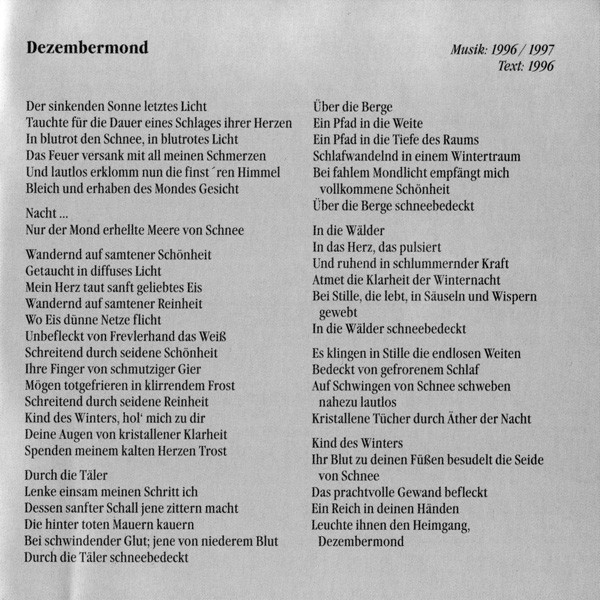 Dezembermond
Musik: 1996 / 1997
Text: 1996
Der sinkenden Sonne letztes Licht
Tauchte für die Dauer eines Schlages ihrer Herzen
In blutrot den Schnee, in blutrotes Licht
Das Feuer versank mit all meinen Schmerzen
Und lautlos erklomm nun die finst´ren Himmel
Bleich und erhaben des Mondes Gesicht
Nacht ...
Nur der Mond erhellte Meere von Schnee
Wandernd auf samtener Schönheit
Getaucht in diffuses Licht
Mein Herz taut sanft geliebtes Eis
Wandernd auf samtener Reinheit
Wo Eis dünne Netze flicht
Unbefleckt von Frevlerhand das Weiß
Schreitend durch seidene Schönheit
Ihre Finger von schmutziger Gier
Mögen totgefrieren in klirrendem Frost
Schreitend durch seidene Reinheit
Kind des Winters, hol' mich zu dir
Deine Augen von kristallener Klarheit
Spenden meinem kalten Herzen Trost
Durch die Täler
Lenke einsam meinen Schritt ich
Dessen sanfter Schall jene zittern macht
Die hinter toten Mauern kauern
Bei schwindender Glut; jene von niederem Blut
Durch die Täler schneebedeckt
Über die Berge
Ein Pfad in die Weite
Ein Pfad in die Tiefe des Raums
Schlafwandelnd in einem Wintertraum
Bei fahlem Mondlicht empfängt mich
vollkommene Schönheit
Über die Berge schneebedeckt
In die Wälder
In das Herz, das pulsiert
Und ruhend in schlummernder Kraft
Atmet die Klarheit der Winternacht
Bei Stille, die lebt, in Säuseln und Wispern
gewebt
In die Wälder schneebedeckt
Es klingen in Stille die endlosen Weiten
Bedeckt von gefrorenem Schlaf
Auf Schwingen von Schnee schweben
nahezu lautlos
Kristallene Tücher durch Äther der Nacht
Kind des Winters
Ihr Blut zu deinen Füßen besudelt die Seide
von Schnee
Das prachtvolle Gewand befleckt
Ein Reich in deinen Händen
Leuchte ihnen den Heimgang,
Dezembermond